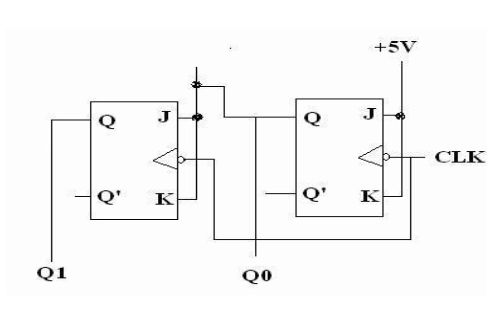 +5V
Q J Q J
CLK
Q' K Q' K
Q1 Q0